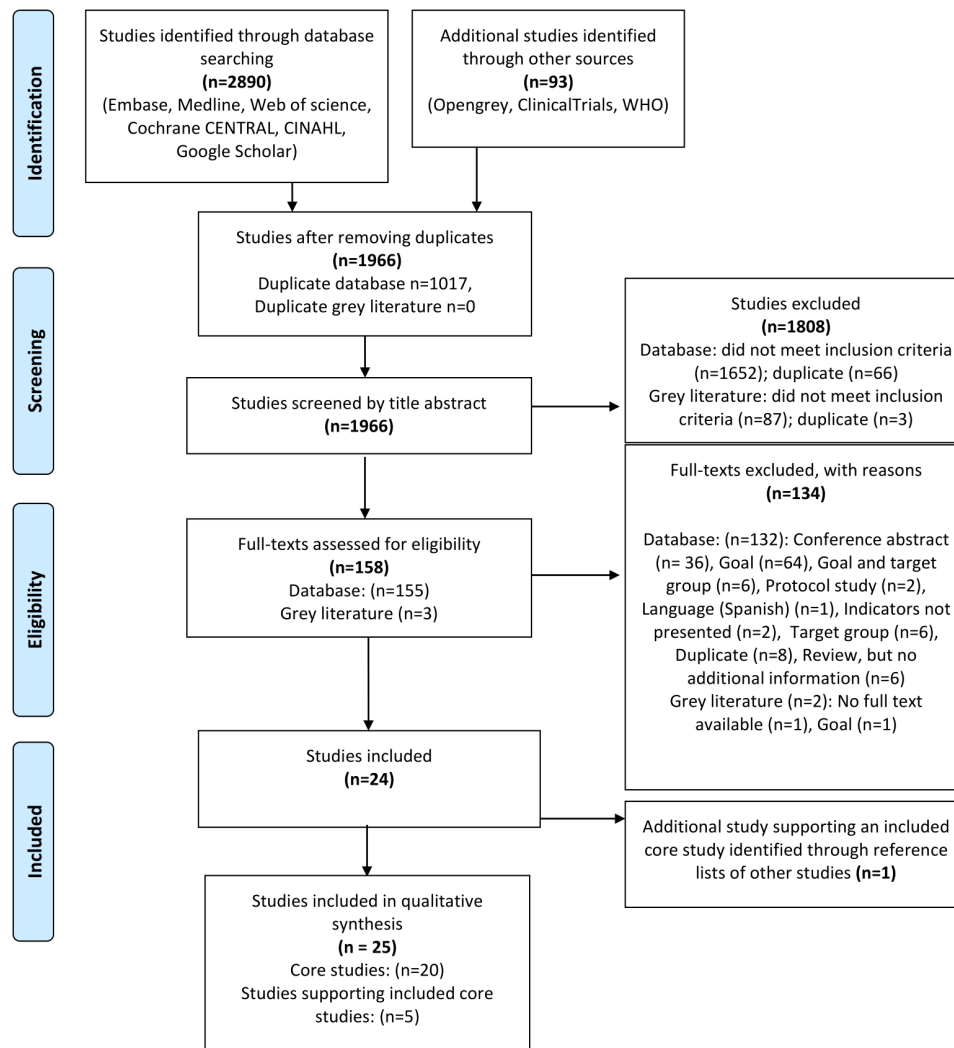 Identification
Studies identified through database
searching
(n=2890)
(Embase, Medline, Web of science,
Cochrane CENTRAL, CINAHL,
Google Scholar)
Additional studies identified
through other sources
(n=93)
(Opengrey, ClinicalTrials, WHO)
Studies after removing duplicates
(n=1966)
Duplicate database n=1017,
Duplicate grey literature n=0
Screening
Studies screened by title abstract
(n=1966)
Studies excluded
(n=1808)
Database: did not meet inclusion criteria
(n=1652); duplicate (n=66)
Grey literature: did not meet inclusion
criteria (n=87); duplicate (n=3)
Eligibility
Full-texts assessed for eligibility
(n=158)
Database: (n=155)
Grey literature (n=3)
Full-texts excluded, with reasons
(n=134)
Database: (n=132): Conference abstract
(n= 36), Goal (n=64), Goal and target
group (n=6), Protocol study (n=2),
Language (Spanish) (n=1), Indicators not
presented (n=2),  Target group (n=6),
Duplicate (n=8), Review, but no
additional information (n=6)
Grey literature (n=2): No full text
available (n=1), Goal (n=1)
Included
Studies included
(n=24)
Additional study supporting an included
core study identified through reference
lists of other studies (n=1)
Studies included in qualitative
synthesis
(n = 25)
Core studies: (n=20)
Studies supporting included core
studies: (n=5)